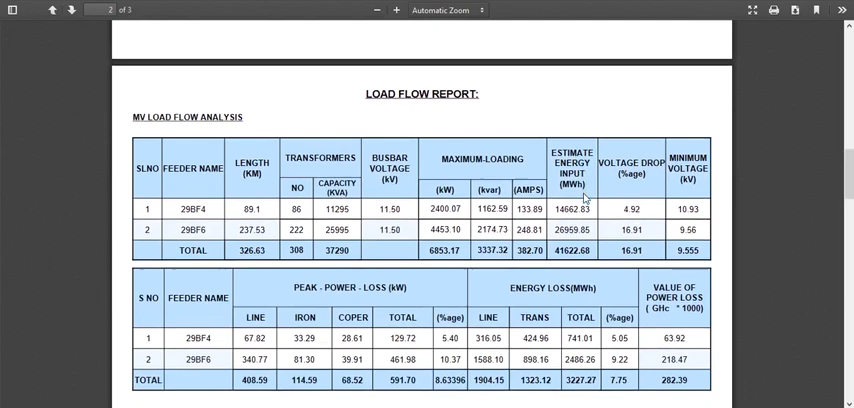 2 of 3
Automatic Zoom
LOAD FLOW REPORT:
MV LOAD FLOW ANALYSIS
SLNO FEEDER NAME LENGTH (KM) TRANSFORMERS BUSBAR VOLTAGE (kV) MAXIMUM-LOADING ESTIMATE ENERGY INPUT (MWh) VOLTAGE DROP (%age) MINIMUM VOLTAGE (kV)
NO CAPACITY (KVA) (kW) (kvar) (AMPS)
1 29BF4 89.1 86 11295 11.50 2400.07 1162.59 133.89 14662.83 4.92 10.93
2 29BF6 237.53 222 25995 11.50 4453.10 2174.73 248.81 26959.85 16.91 9.56
TOTAL 326.63 308 37290 6853.17 3337.32 382.70 41622.68 16.91 9.555
S NO FEEDER NAME PEAK - POWER - LOSS (kW) ENERGY LOSS(MWh) VALUE OF POWER LOSS ( GHc * 1000)
LINE IRON COPER TOTAL (%age) LINE TRANS TOTAL (%age)
1 29BF4 67.82 33.29 28.61 129.72 5.40 316.05 424.96 741.01 5.05 63.92
2 29BF6 340.77 81.30 39.91 461.98 10.37 1588.10 898.16 2486.26 9.22 218.47
TOTAL 408.59 114.59 68.52 591.70 8.63396 1904.15 1323.12 3227.27 7.75 282.39